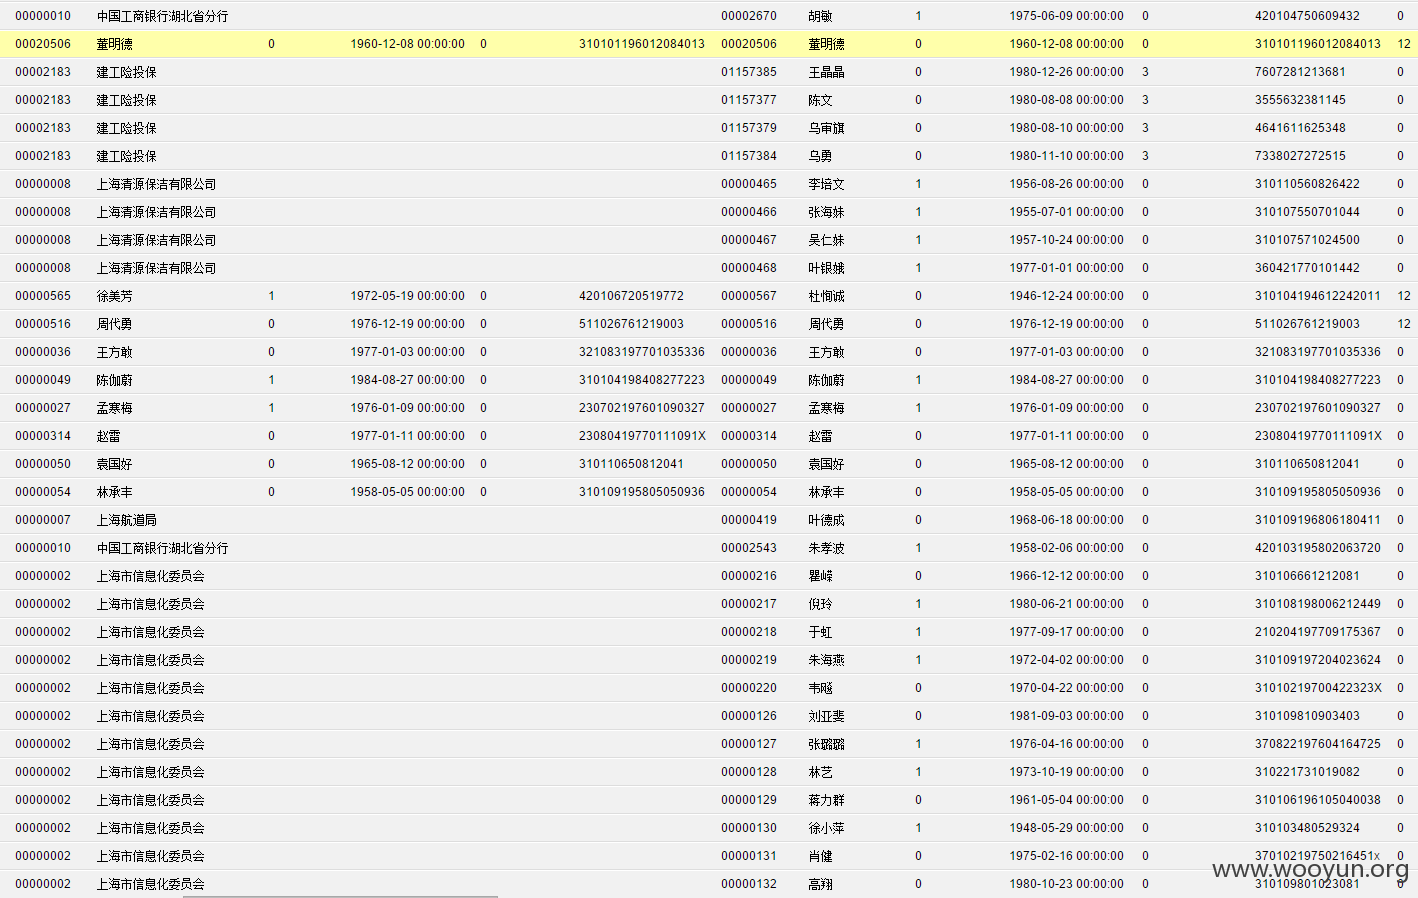 00000010 中国工商银行湖北省分行 00002670 胡敏 1 1975-06-09 00:00:00 0 420104750609432 0
00020506 董明德 0 1960-12-08 00:00:00 0 310101196012084013 00020506 董明德 0 1960-12-08 00:00:00 0 310101196012084013 12
00002183 建工险投保 01157385 王晶晶 0 1980-12-26 00:00:00 3 7607281213681 0
00002183 建工险投保 01157377 陈文 0 1980-08-08 00:00:00 3 3555632381145 0
00002183 建工险投保 01157379 乌审旗 0 1980-08-10 00:00:00 3 4641611625348 0
00002183 建工险投保 01157384 乌勇 0 1980-11-10 00:00:00 3 7338027272515 0
00000008 上海清源保洁有限公司 00000465 李培文 1 1956-08-26 00:00:00 0 310110560826422 0
00000008 上海清源保洁有限公司 00000466 张海妹 1 1955-07-01 00:00:00 0 310107550701044 0
00000008 上海清源保洁有限公司 00000467 吴仁妹 1 1957-10-24 00:00:00 0 310107571024500 0
00000008 上海清源保洁有限公司 00000468 叶银娥 1 1977-01-01 00:00:00 0 360421770101442 0
00000565 徐美芳 1 1972-05-19 00:00:00 0 420106720519772 00000567 杜恂诚 0 1946-12-24 00:00:00 0 310104194612242011 12
00000516 周代勇 0 1976-12-19 00:00:00 0 511026761219003 00000516 周代勇 0 1976-12-19 00:00:00 0 511026761219003 12
00000036 王方敢 0 1977-01-03 00:00:00 0 321083197701035336 00000036 王方敢 0 1977-01-03 00:00:00 0 321083197701035336 0
00000049 陈伽蔚 1 1984-08-27 00:00:00 0 310104198408277223 00000049 陈伽蔚 1 1984-08-27 00:00:00 0 310104198408277223 0
00000027 孟寒梅 1 1976-01-09 00:00:00 0 230702197601090327 00000027 孟寒梅 1 1976-01-09 00:00:00 0 230702197601090327 0
00000314 赵雷 0 1977-01-11 00:00:00 0 23080419770111091X 00000314 赵雷 0 1977-01-11 00:00:00 0 23080419770111091X 0
00000050 袁国好 0 1965-08-12 00:00:00 0 310110650812041 00000050 袁国好 0 1965-08-12 00:00:00 0 310110650812041 0
00000054 林承丰 0 1958-05-05 00:00:00 0 310109195805050936 00000054 林承丰 0 1958-05-05 00:00:00 0 310109195805050936 0
00000007 上海航道局 00000419 叶德成 0 1968-06-18 00:00:00 0 310109196806180411 0
00000010 中国工商银行湖北省分行 00002543 朱孝波 1 1958-02-06 00:00:00 0 420103195802063720 0
00000002 上海市信息化委员会 00000216 瞿嵘 0 1966-12-12 00:00:00 0 310106661212081 0
00000002 上海市信息化委员会 00000217 倪玲 1 1980-06-21 00:00:00 0 310108198006212449 0
00000002 上海市信息化委员会 00000218 于虹 1 1977-09-17 00:00:00 0 210204197709175367 0
00000002 上海市信息化委员会 00000219 朱海燕 1 1972-04-02 00:00:00 0 310109197204023624 0
00000002 上海市信息化委员会 00000220 韦 0 1970-04-22 00:00:00 0 31010219700422323X 0
00000002 上海市信息化委员会 00000126 刘亚斐 0 1981-09-03 00:00:00 0 310109810903403 0
00000002 上海市信息化委员会 00000127 张璐璐 1 1976-04-16 00:00:00 0 370822197604164725 0
00000002 上海市信息化委员会 00000128 林艺 1 1973-10-19 00:00:00 0 310221731019082 0
00000002 上海市信息化委员会 00000129 蒋力群 0 1961-05-04 00:00:00 0 310106196105040038 0
00000002 上海市信息化委员会 00000130 徐小萍 1 1948-05-29 00:00:00 0 310103480529324 0
00000002 上海市信息化委员会 00000131 肖健 0 1975-02-16 00:00:00 0 37010219750216451x 0
www.wooyun.org
00000002 上海市信息化委员会 00000132 高翔 0 1980-10-23 00:00:00 0 310109801023081 0